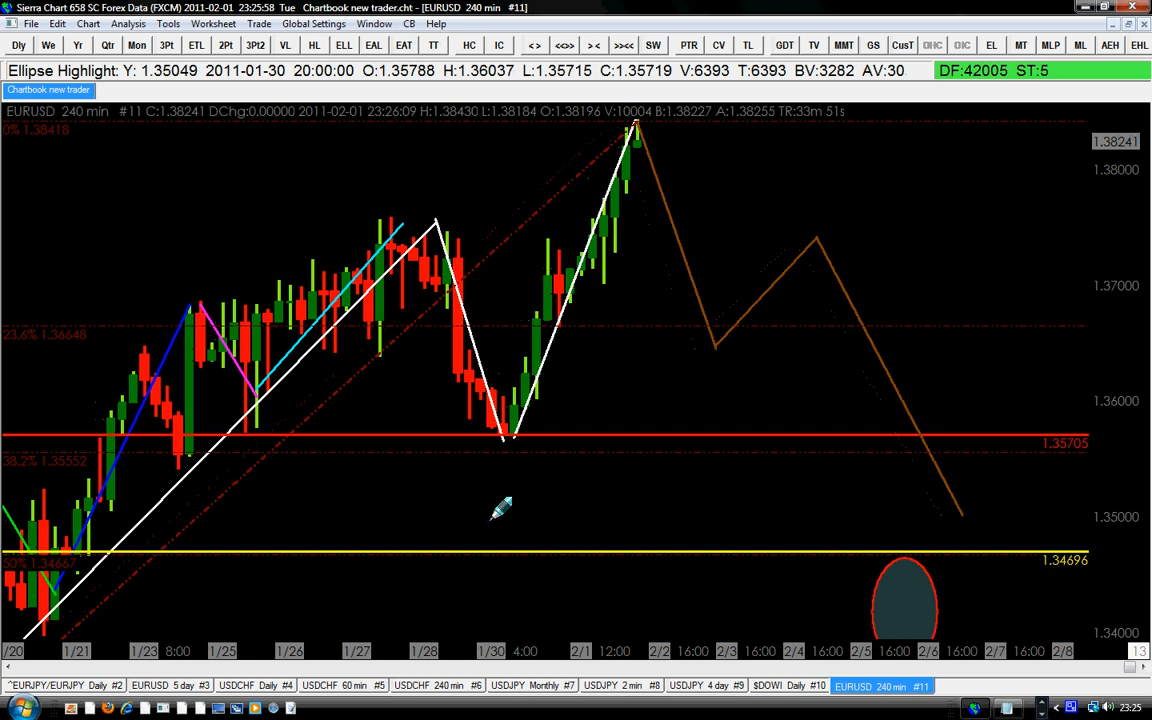 Sierra Chart 658 SC Forex Data (FXCM) 2011-02-01 23:25:58 Tue Chartbook new trader.cht - [EURUSD 240 min #11]
File Edit Chart Analysis Tools Worksheet Trade Global Settings Window CB Help
Dly We Yr Qtr Mon 3Pt ETL 2Pt 3Pt2 VL HL ELL EAL EAT TT HC IC <> <<>> >< >><< SW PTR CV TL GDT TV MMT GS CusT OHC OIC EL MT MLP ML AEH EHL
Ellipse Highlight: Y: 1.35049 2011-01-30 20:00:00 O:1.35788 H:1.36037 L:1.35715 C:1.35719 V:6393 T:6393 BV:3282 AV:30
DF:42005 ST:5
Chartbook new trader
EURUSD 240 min #11 C:1.38241 DChg:0.00000 2011-02-01 23:26:09 H:1.38430 L:1.38184 O:1.38196 V:10004 B:1.38227 A:1.38255 TR:33m 51s
0% 1.38418
1.38241
1.38000
1.37000
23.6% 1.36648
1.36000
1.35705
38.2% 1.35552
1.35000
50% 1.34667
1.34696
1.34000
/20 1/21 1/23 8:00 1/25 1/26 1/27 1/28 1/30 4:00 2/1 12:00 2/2 16:00 2/3 16:00 2/4 16:00 2/5 16:00 2/6 16:00 2/7 16:00 2/8 13
^EURJPY/EURJPY Daily #2 EURUSD 5 day #3 USDCHF Daily #4 USDCHF 60 min #5 USDCHF 240 min #6 USDJPY Monthly #7 USDJPY 2 min #8 USDJPY 4 day #9 $DOWI Daily #10 EURUSD 240 min #11
23:25